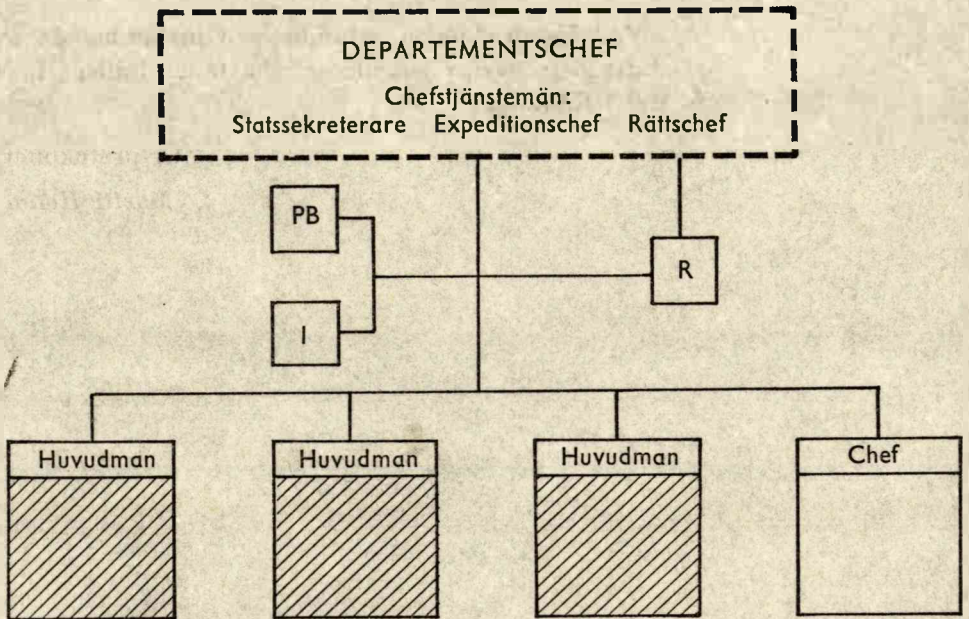 DEPARTEMENTSCHEF
Chefstjänstemän:
Statssekreterare Expeditionschef Rättschef
PB
R
I
Huvudman Huvudman Huvudman Chef